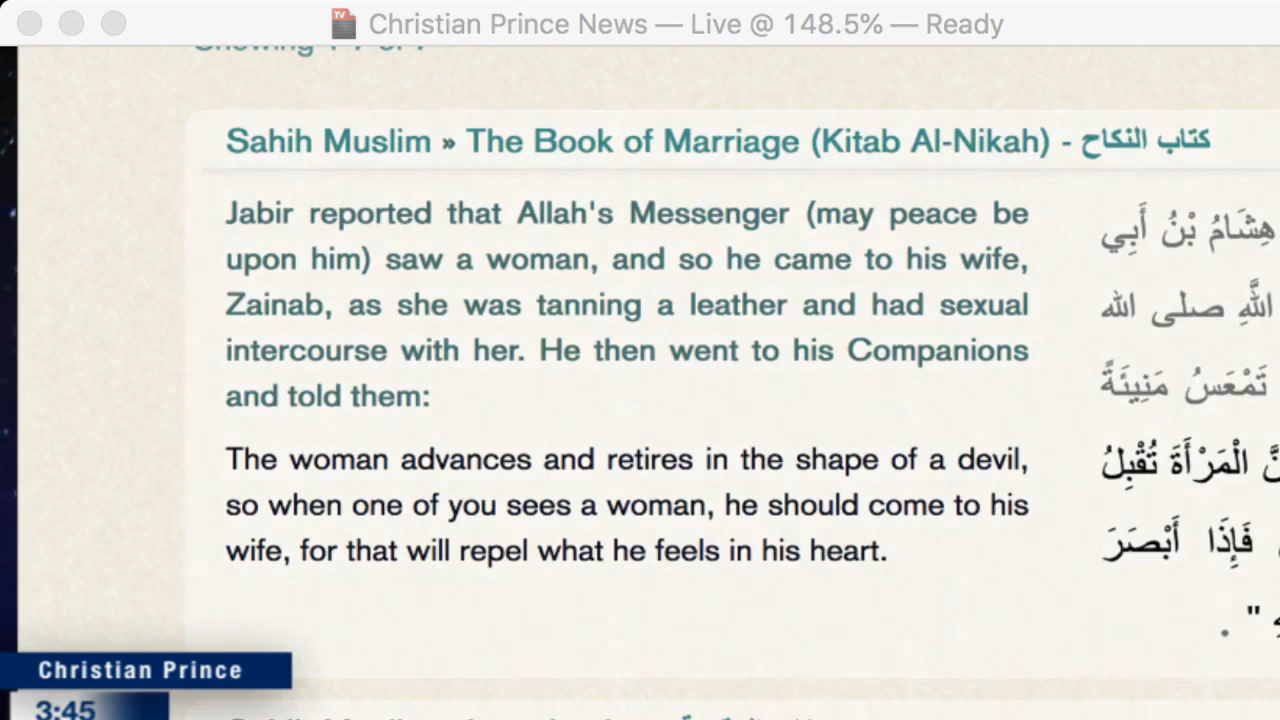 TV
Christian Prince News — Live @ 148.5% — Ready
Sahih Muslim » The Book of Marriage (Kitab Al-Nikah) - كتاب النكاح
Jabir reported that Allah's Messenger (may peace be
upon him) saw a woman, and so he came to his wife,
Zainab, as she was tanning a leather and had sexual
intercourse with her. He then went to his Companions
and told them:
The woman advances and retires in the shape of a devil,
so when one of you sees a woman, he should come to his
wife, for that will repel what he feels in his heart.
هِشَامُ بْنُ أَبِي
اللَّهِ صلى الله
تَمْعَسُ مَنِيئَةً
الْمَرْأَةَ تُقْبِلُ
فَإِذَا أَبْصَرَ
" .
Christian Prince
3:45